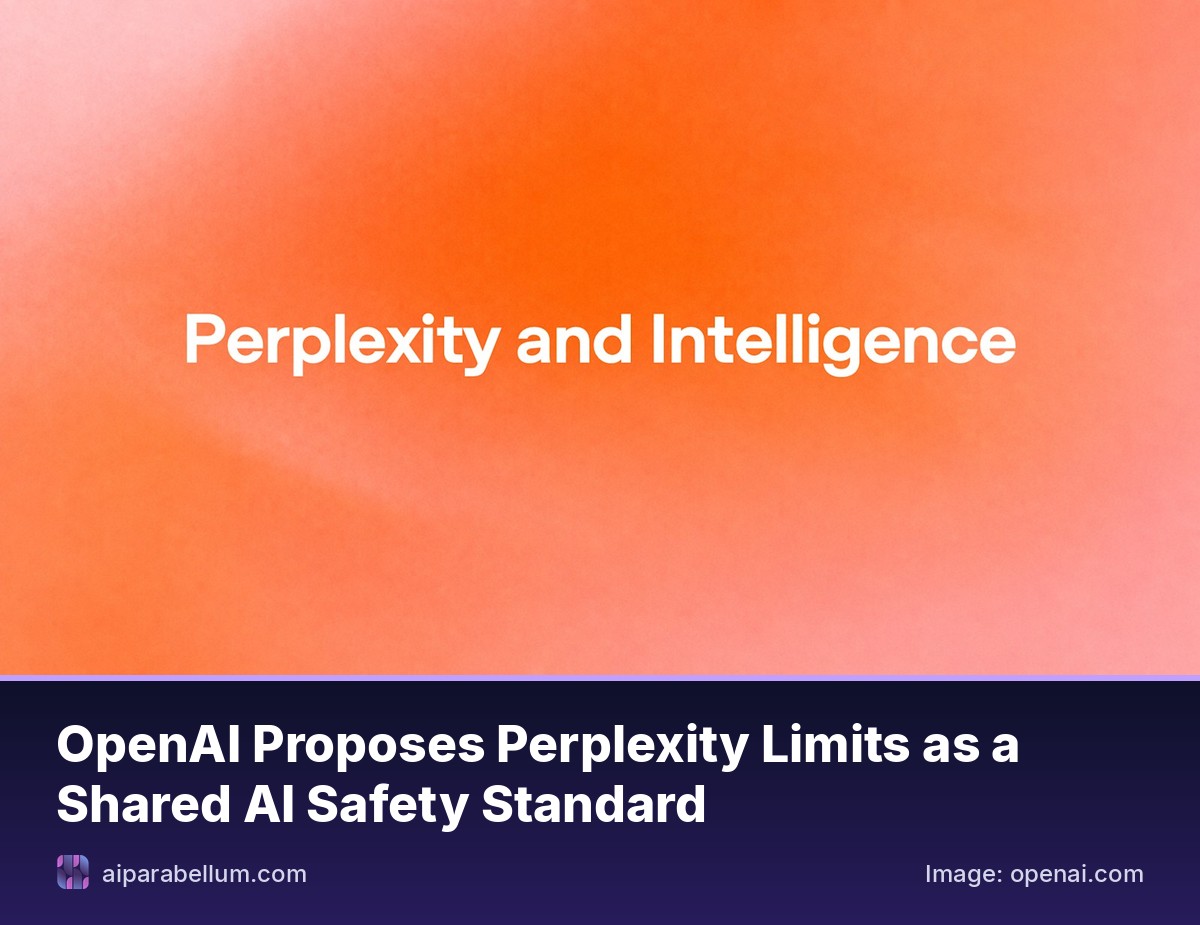 Perplexity and Intelligence
OpenAI Proposes Perplexity Limits as a
Shared AI Safety Standard
aiparabellum.com
Image: openai.com